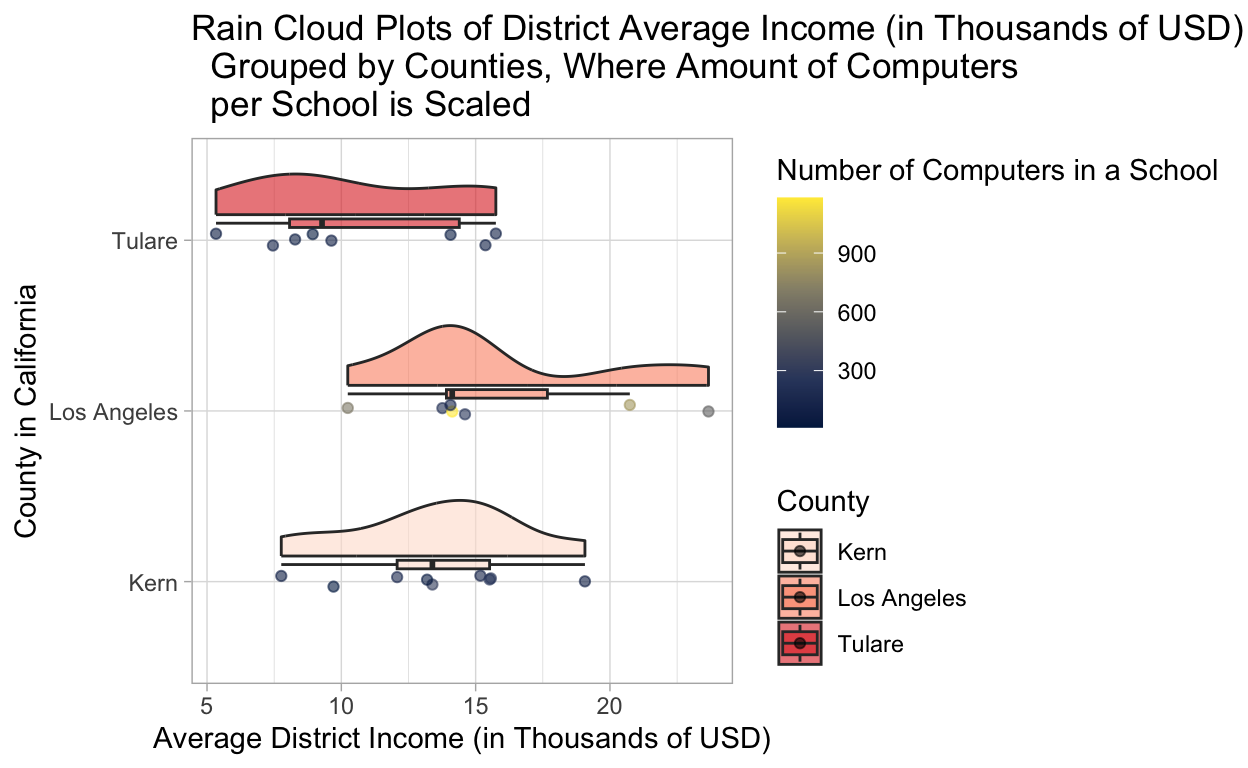 Rain Cloud Plots of District Average Income (in Thousands of USD)
Grouped by Counties, Where Amount of Computers
per School is Scaled
County in California
Tulare
Los Angeles
Kern
5
10
15
20
Average District Income (in Thousands of USD)
Number of Computers in a School
900
600
300
County
Kern
Los Angeles
Tulare